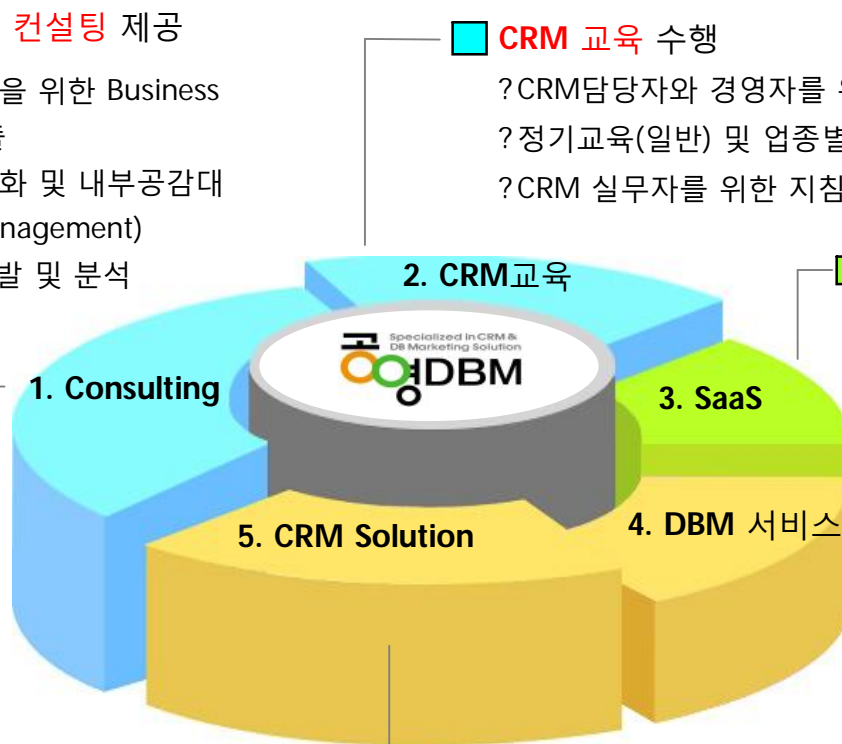 컨설팅 제공
을 위한 Business
화 및 내부공감대
nagement)
발 및 분석
CRM 교육 수행
?CRM담당자와 경영자를
?정기교육(일반) 및 업종별
?CRM 실무자를 위한 지침
2. CRM교육
Specialized in CRM &
DB Marketing Solution
공영DBM
1. Consulting
3. SaaS
5. CRM Solution
4. DBM 서비스